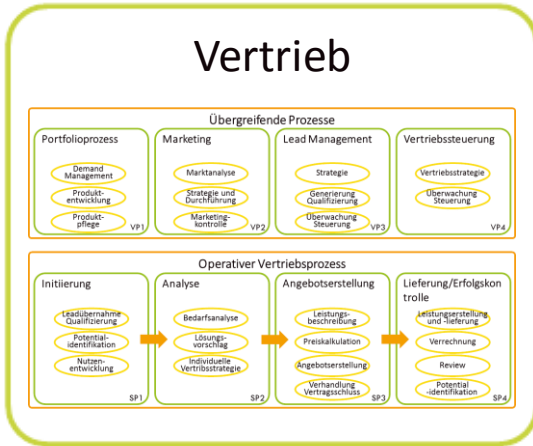 Vertrieb
Übergreifende Prozesse
Portfolioprozess
Demand
Management
Produkt-
entwicklung
Produkt-
pflege
VP1
Marketing
Marktanalyse
Strategie und
Durchführung
Marketing-
kontrolle
VP2
Lead Management
Strategie
Generierung
Qualifizierung
Überwachung
Steuerung
VP3
Vertriebssteuerung
Vertriebsstrategie
Überwachung
Steuerung
VP4
Operativer Vertriebsprozess
Initiierung
Leadübernahme
Qualifizierung
Potential-
identifikation
Nutzen-
entwicklung
SP1
Analyse
Bedarfsanalyse
Lösungs-
vorschlag
Individuelle
Vertribsstrategie
SP2
Angebotserstellung
Leistungs-
beschreibung
Preiskalkulation
Angebotserstellung
Verhandlung
Vertragsschluss
SP3
Lieferung/Erfolgskon
trolle
Leistungserstellung
und -lieferung
Verrechnung
Review
Potential
-identifikation
SP4